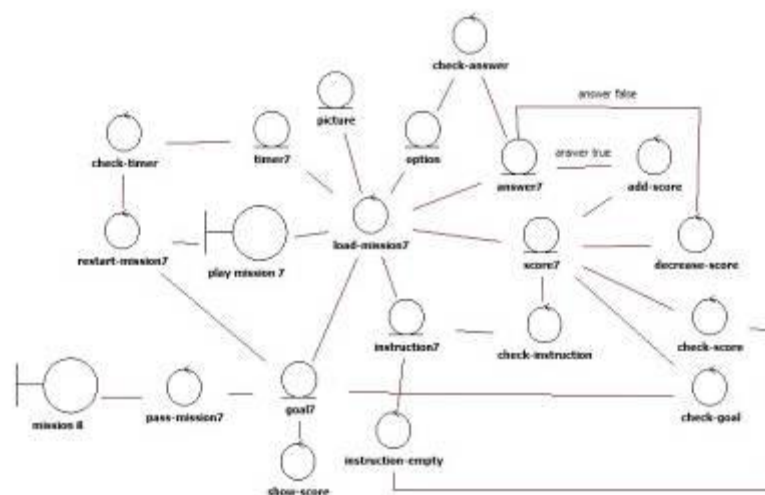 check-answer
answer false
picture
check-timer
timer7
option
answer true
answer7
add-score
restart-mission7
play mission 7
load-mission7
score7
decrease-score
instruction7
check-instruction
check-score
mission 8
pass-mission7
goal7
check-goal
instruction-empty
show-score